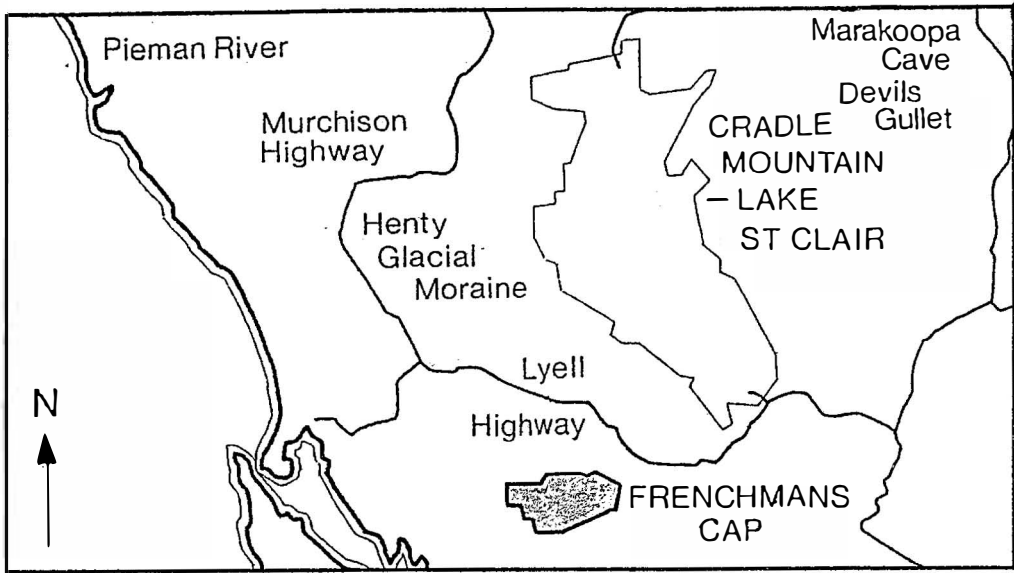 Pieman River
Murchison
Highway
Marakoopa
Cave
Devils
Gullet
CRADLE
MOUNTAIN
– LAKE
ST CLAIR
Henty
Glacial
Moraine
Lyell
Highway
N
FRENCHMANS
CAP